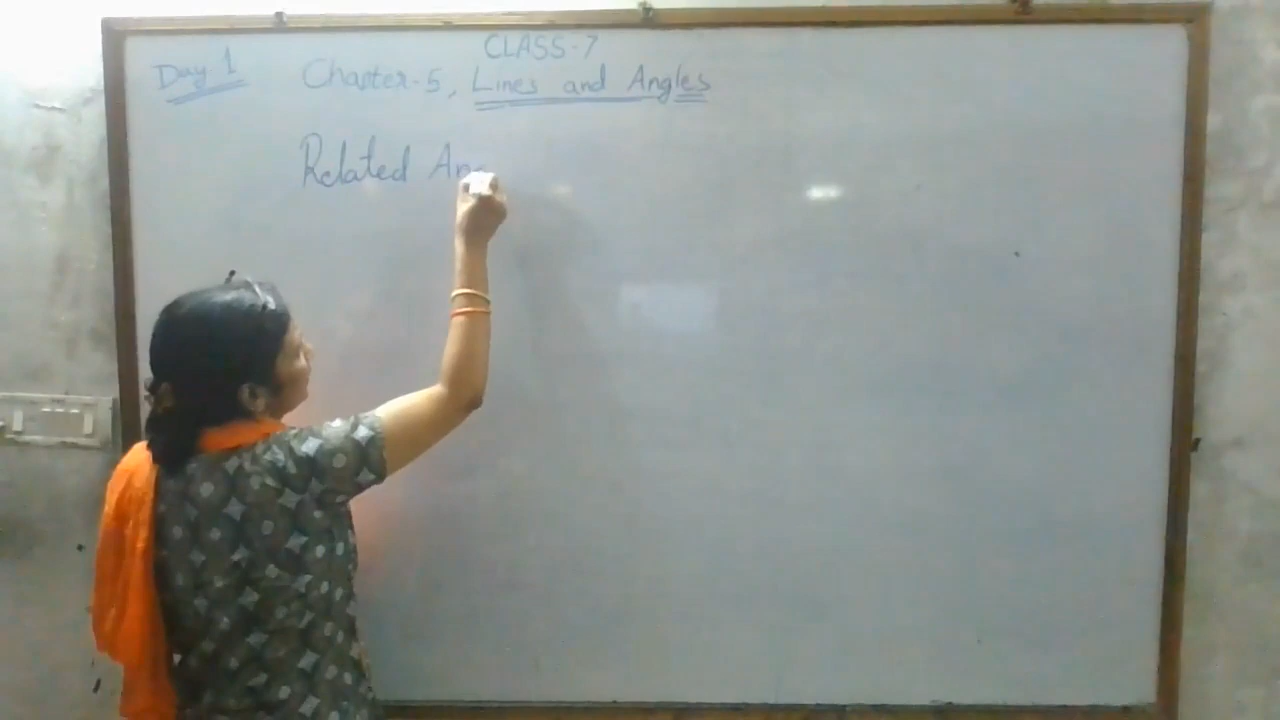 CLASS-7
Day-1 Chapter-5, Lines and Angles
Related An